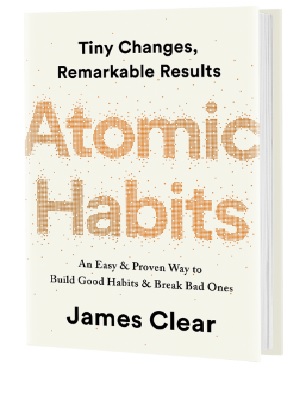 Tiny Changes,
Remarkable Results
Atomic
Habits
An Easy & Proven Way to
Build Good Habits & Break Bad Ones
James Clear